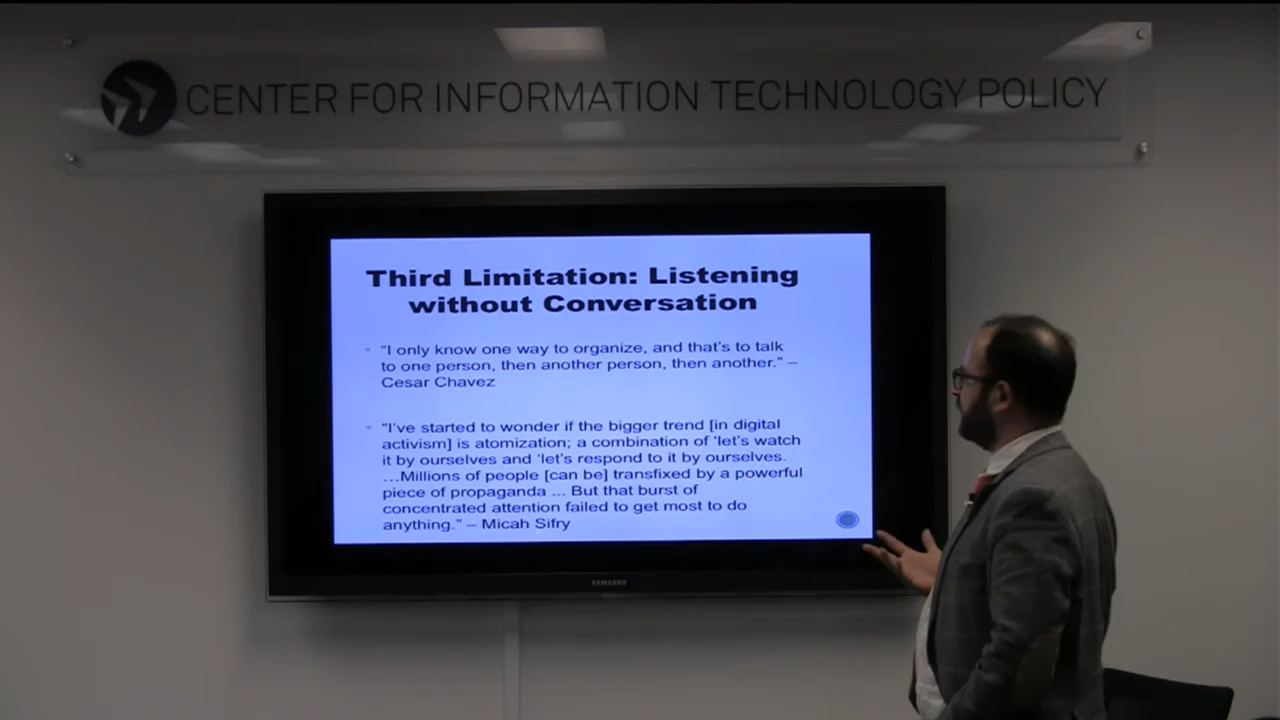 CENTER FOR INFORMATION TECHNOLOGY POLICY
Third Limitation: Listening
without Conversation
"I only know one way to organize, and that's to talk
to one person, then another person, then another." –
Cesar Chavez
"I've started to wonder if the bigger trend [in digital
activism] is atomization; a combination of 'let's watch
it by ourselves and 'let's respond to it by ourselves.
…Millions of people [can be] transfixed by a powerful
piece of propaganda … But that burst of
concentrated attention failed to get most to do
anything." – Micah Sifry
SAMSUNG